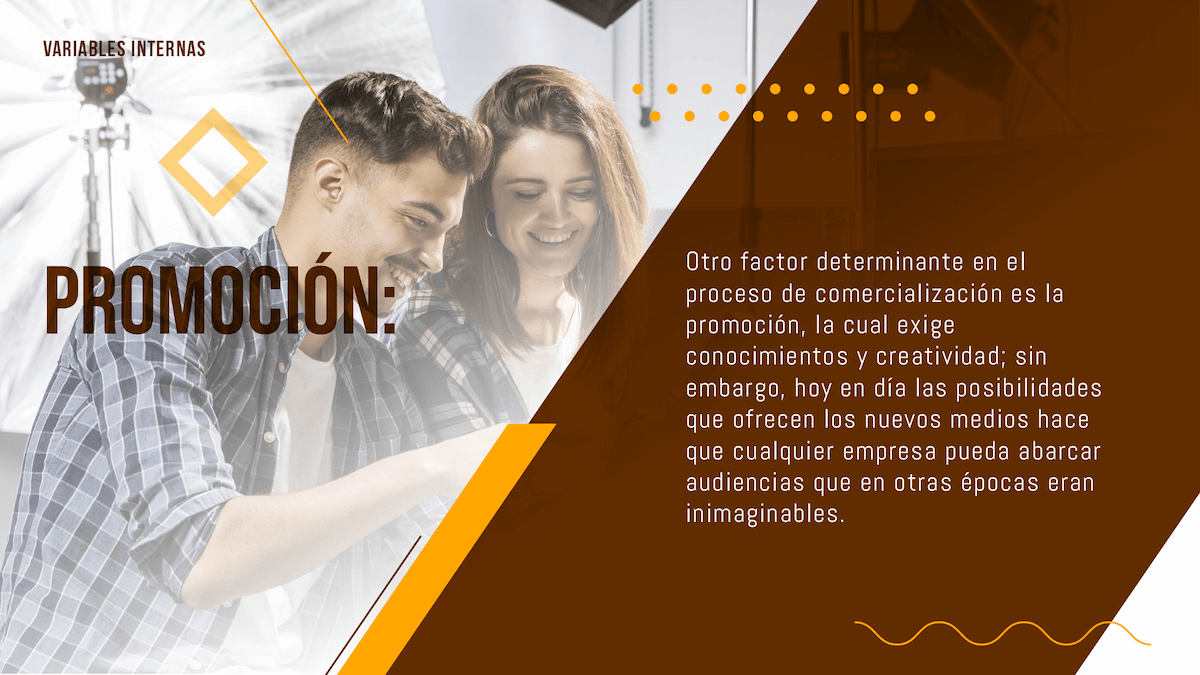 VARIABLES INTERNAS
PROMOCIÓN:
Otro factor determinante en el
proceso de comercialización es la
promoción, la cual exige
conocimientos y creatividad; sin
embargo, hoy en día las posibilidades
que ofrecen los nuevos medios hace
que cualquier empresa pueda abarcar
audiencias que en otras épocas eran
inimaginables.